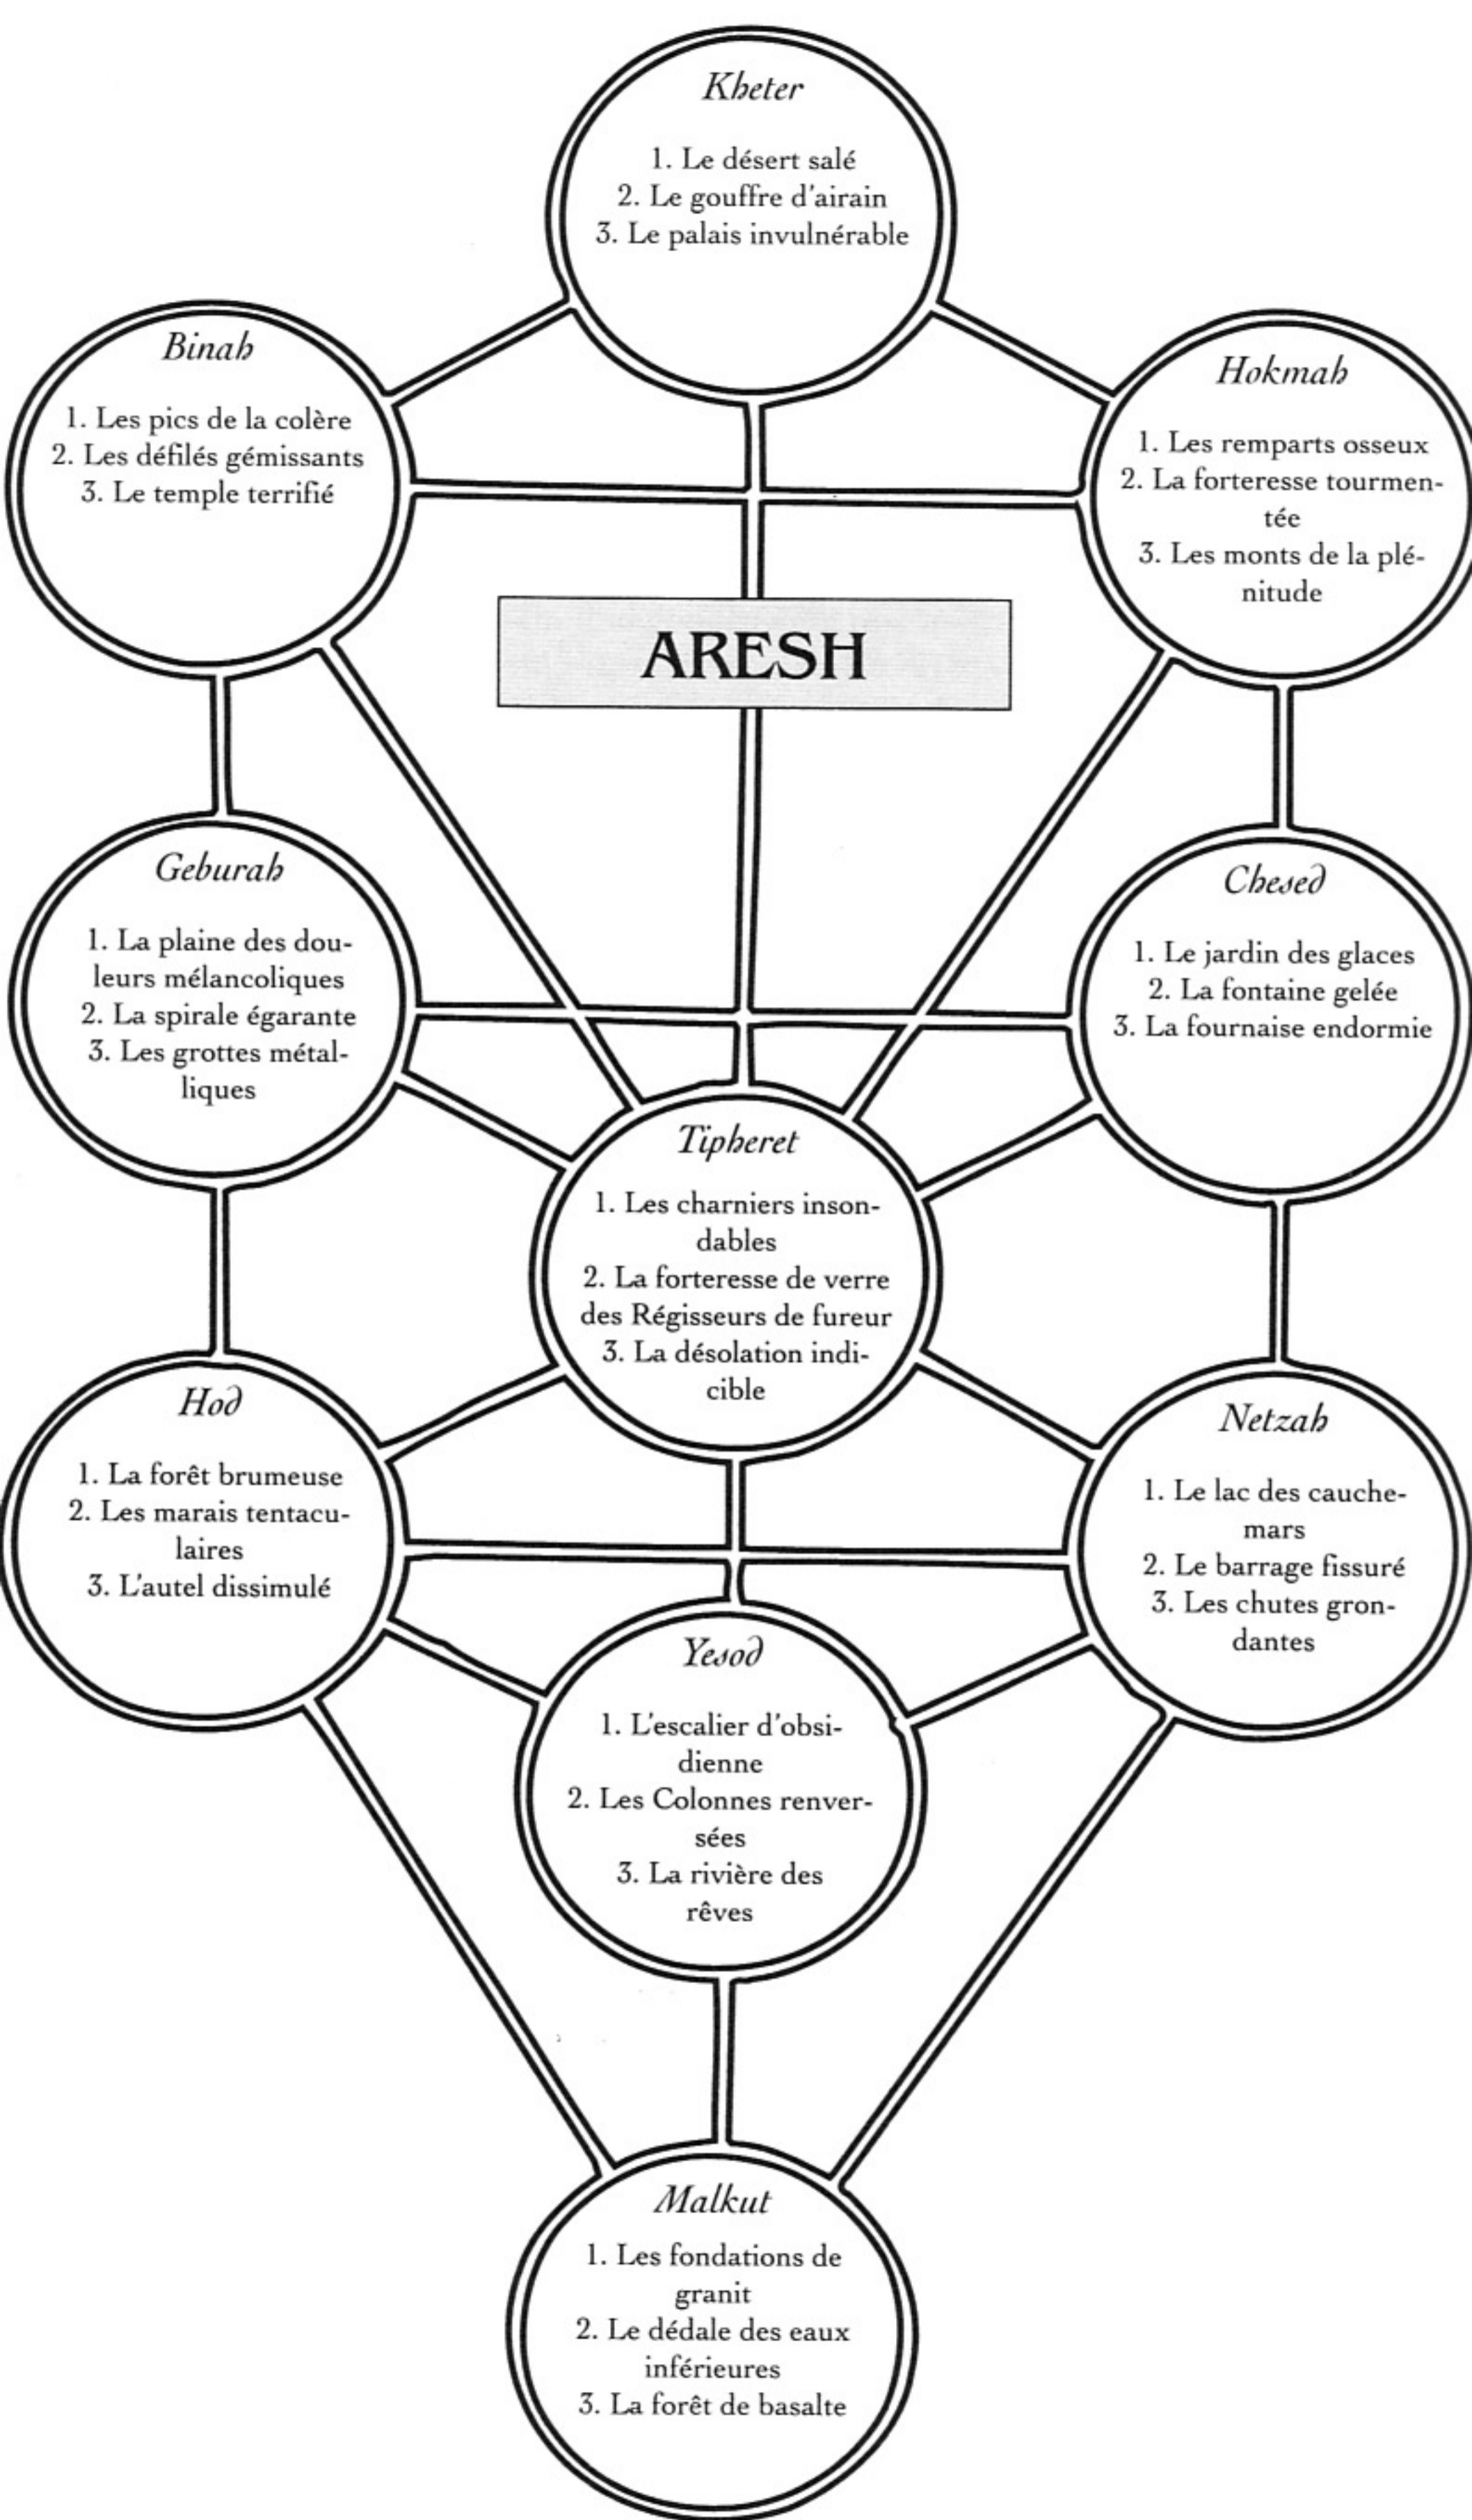 Kheter
1. Le désert salé
2. Le gouffre d'airain
3. Le palais invulnérable
Binah
1. Les pics de la colère
2. Les défilés gémissants
3. Le temple terrifié
Hokmah
1. Les remparts osseux
2. La forteresse tourmen-
tée
3. Les monts de la plé-
nitude
ARESH
Geburah
1. La plaine des dou-
leurs mélancoliques
2. La spirale égarante
3. Les grottes métal-
liques
Chesed
1. Le jardin des glaces
2. La fontaine gelée
3. La fournaise endormie
Tipheret
1. Les charniers inson-
dables
2. La forteresse de verre
des Régisseurs de fureur
3. La désolation indi-
cible
Hod
1. La forêt brumeuse
2. Les marais tentacu-
laires
3. L'autel dissimulé
Netzah
1. Le lac des cauche-
mars
2. Le barrage fissuré
3. Les chutes gron-
dantes
Yesod
1. L'escalier d'obsi-
dienne
2. Les Colonnes renver-
sées
3. La rivière des
rêves
Malkut
1. Les fondations de
granit
2. Le dédale des eaux
inférieures
3. La forêt de basalte